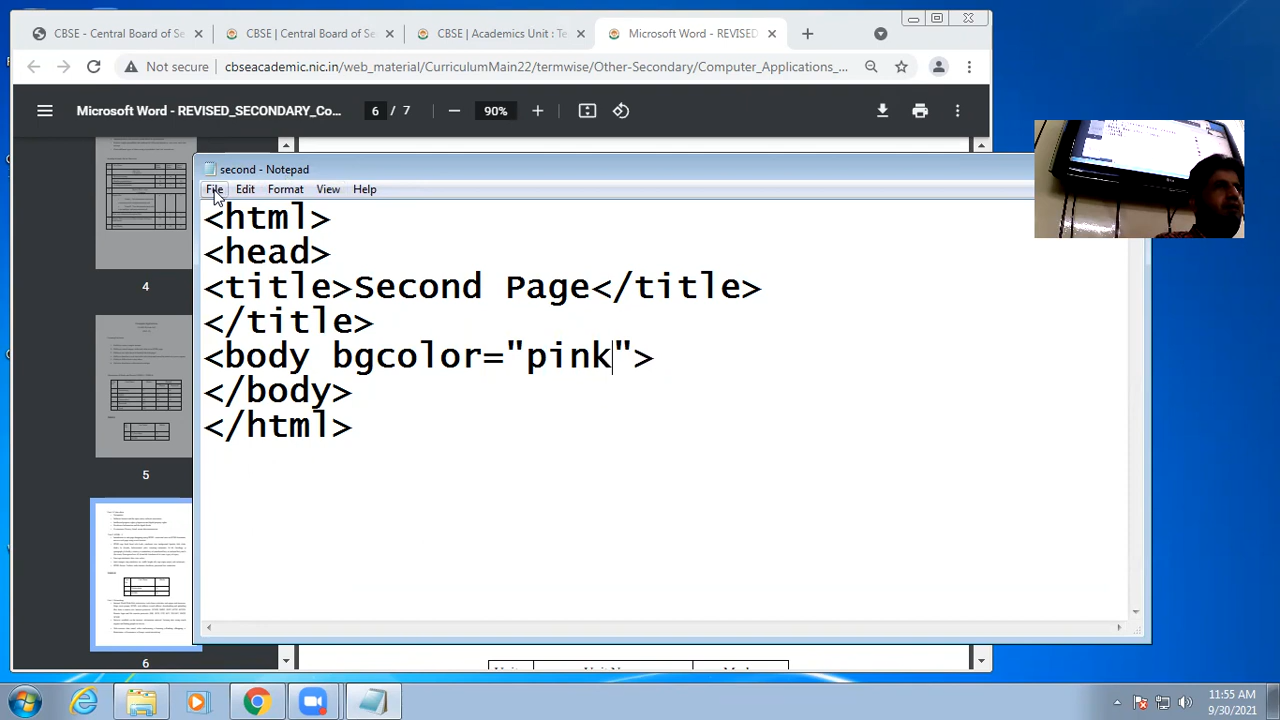 CBSE - Central Board of Se
CBSE | Central Board of Se
CBSE | Academics Unit : Te
Microsoft Word - REVISED
Not secure
cbseacademic.nic.in/web_material/CurriculumMain22/termwise/Other-Secondary/Computer_Applications_...
Microsoft Word - REVISED_SECONDARY_Co...
6 / 7
90%
4
5
6
second - Notepad
File Edit Format View Help
<html>
<head>
<title>Second Page</title>
</title>
<body bgcolor="pink">
</body>
</html>
11:55 AM
9/30/2021